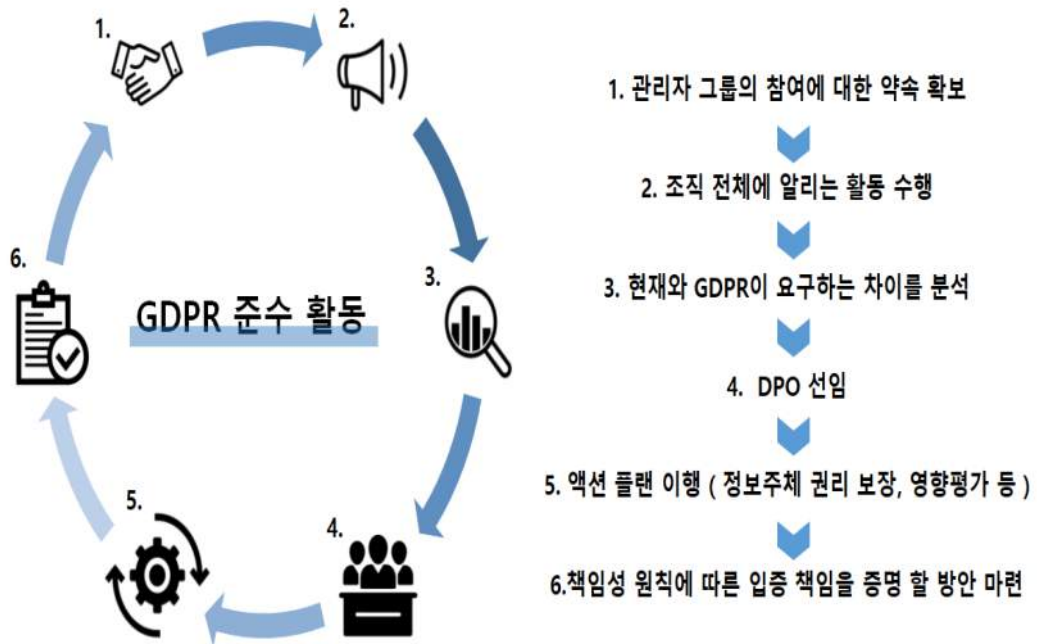 1.
2.
3.
4.
5.
6.
GDPR 준수 활동
1. 관리자 그룹의 참여에 대한 약속 확보
2. 조직 전체에 알리는 활동 수행
3. 현재와 GDPR이 요구하는 차이를 분석
4. DPO 선임
5. 액션 플랜 이행 ( 정보주체 권리 보장, 영향평가 등 )
6.책임성 원칙에 따른 입증 책임을 증명 할 방안 마련